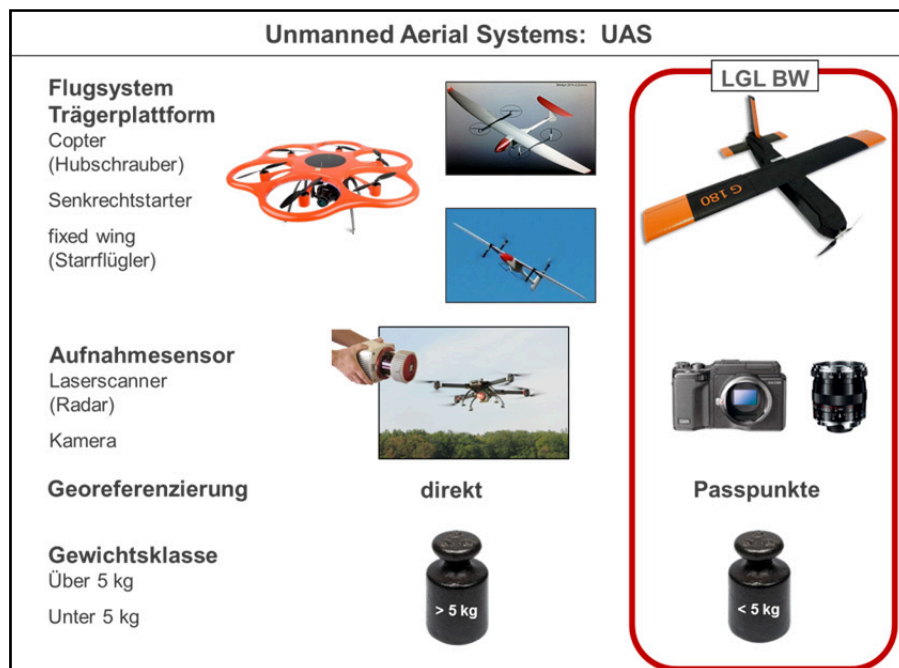 Unmanned Aerial Systems: UAS
LGL BW
Flugsystem
Trägerplattform
Copter
(Hubschrauber)
Senkrechtstarter
fixed wing
(Starrflügler)
G 180
Aufnahmesensor
Laserscanner
(Radar)
Kamera
Georeferenzierung direkt Passpunkte
Gewichtsklasse
Über 5 kg
Unter 5 kg
> 5 kg < 5 kg